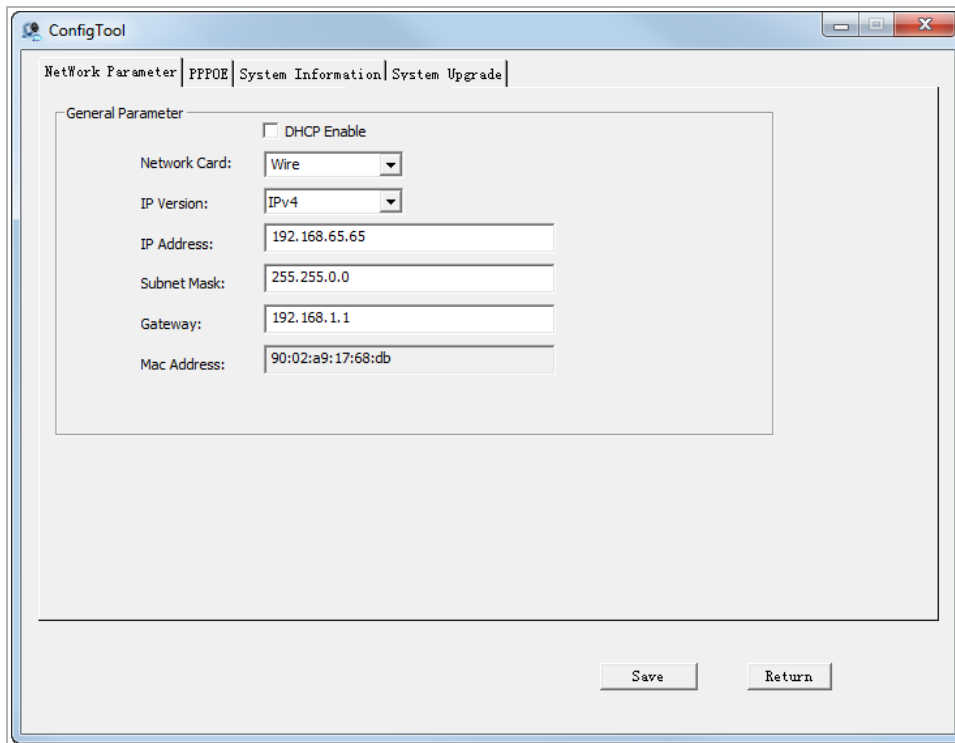 ConfigTool
NetWork Parameter PPPOE System Information System Upgrade
General Parameter
DHCP Enable
Network Card: Wire
IP Version: IPv4
IP Address: 192.168.65.65
Subnet Mask: 255.255.0.0
Gateway: 192.168.1.1
Mac Address: 90:02:a9:17:68:db
Save Return